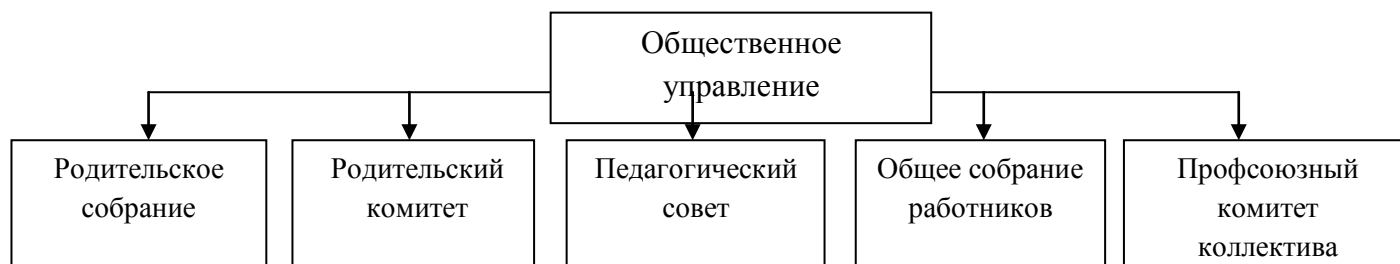 Общественное
управление
Родительское
собрание
Родительский
комитет
Педагогический
совет
Общее собрание
работников
Профсоюзный
комитет
коллектива